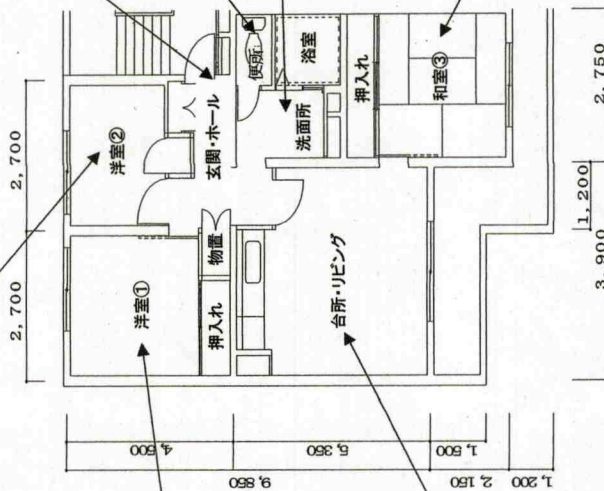 2,700
2,700
洋室②
洋室①
玄関・ホール
便所
浴室
洗面所
押入れ
和室③
物置
押入れ
台所・リビング
2,750
1,200
3,900
4,500
5,350
1,500
9,850
2,150
1,200